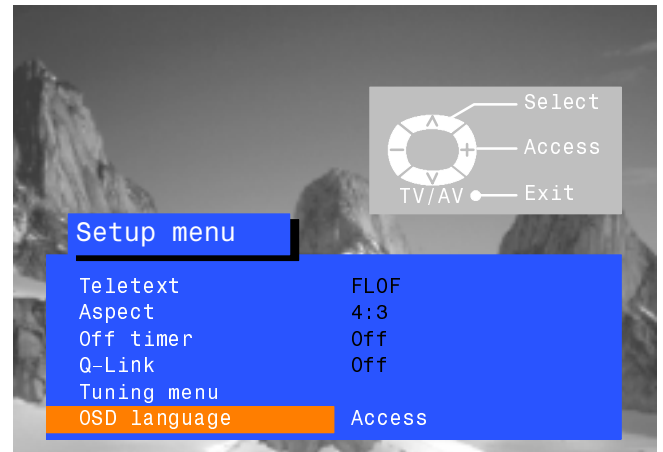 Select
Access
TV/AV Exit
Setup menu
Teletext FLOF
Aspect 4:3
Off timer Off
Q-Link Off
Tuning menu
OSD language Access